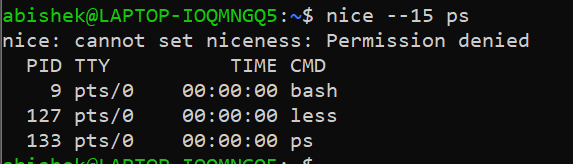 abishek@LAPTOP-IOQMNGQ5:~$ nice --15 ps
nice: cannot set niceness: Permission denied
  PID TTY          TIME CMD
    9 pts/0    00:00:00 bash
  127 pts/0    00:00:00 less
  133 pts/0    00:00:00 ps
abishek@LAPTOP-IOQMNGQ5:~$